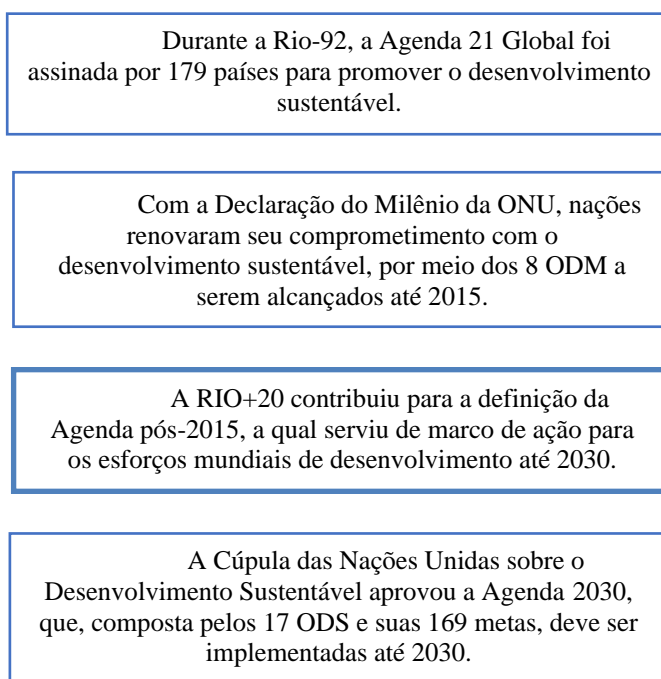 Durante a Rio-92, a Agenda 21 Global foi
assinada por 179 países para promover o desenvolvimento
sustentável.
Com a Declaração do Milênio da ONU, nações
renovaram seu comprometimento com o
desenvolvimento sustentável, por meio dos 8 ODM a
serem alcançados até 2015.
A RIO+20 contribuiu para a definição da
Agenda pós-2015, a qual serviu de marco de ação para
os esforços mundiais de desenvolvimento até 2030.
A Cúpula das Nações Unidas sobre o
Desenvolvimento Sustentável aprovou a Agenda 2030,
que, composta pelos 17 ODS e suas 169 metas, deve ser
implementadas até 2030.